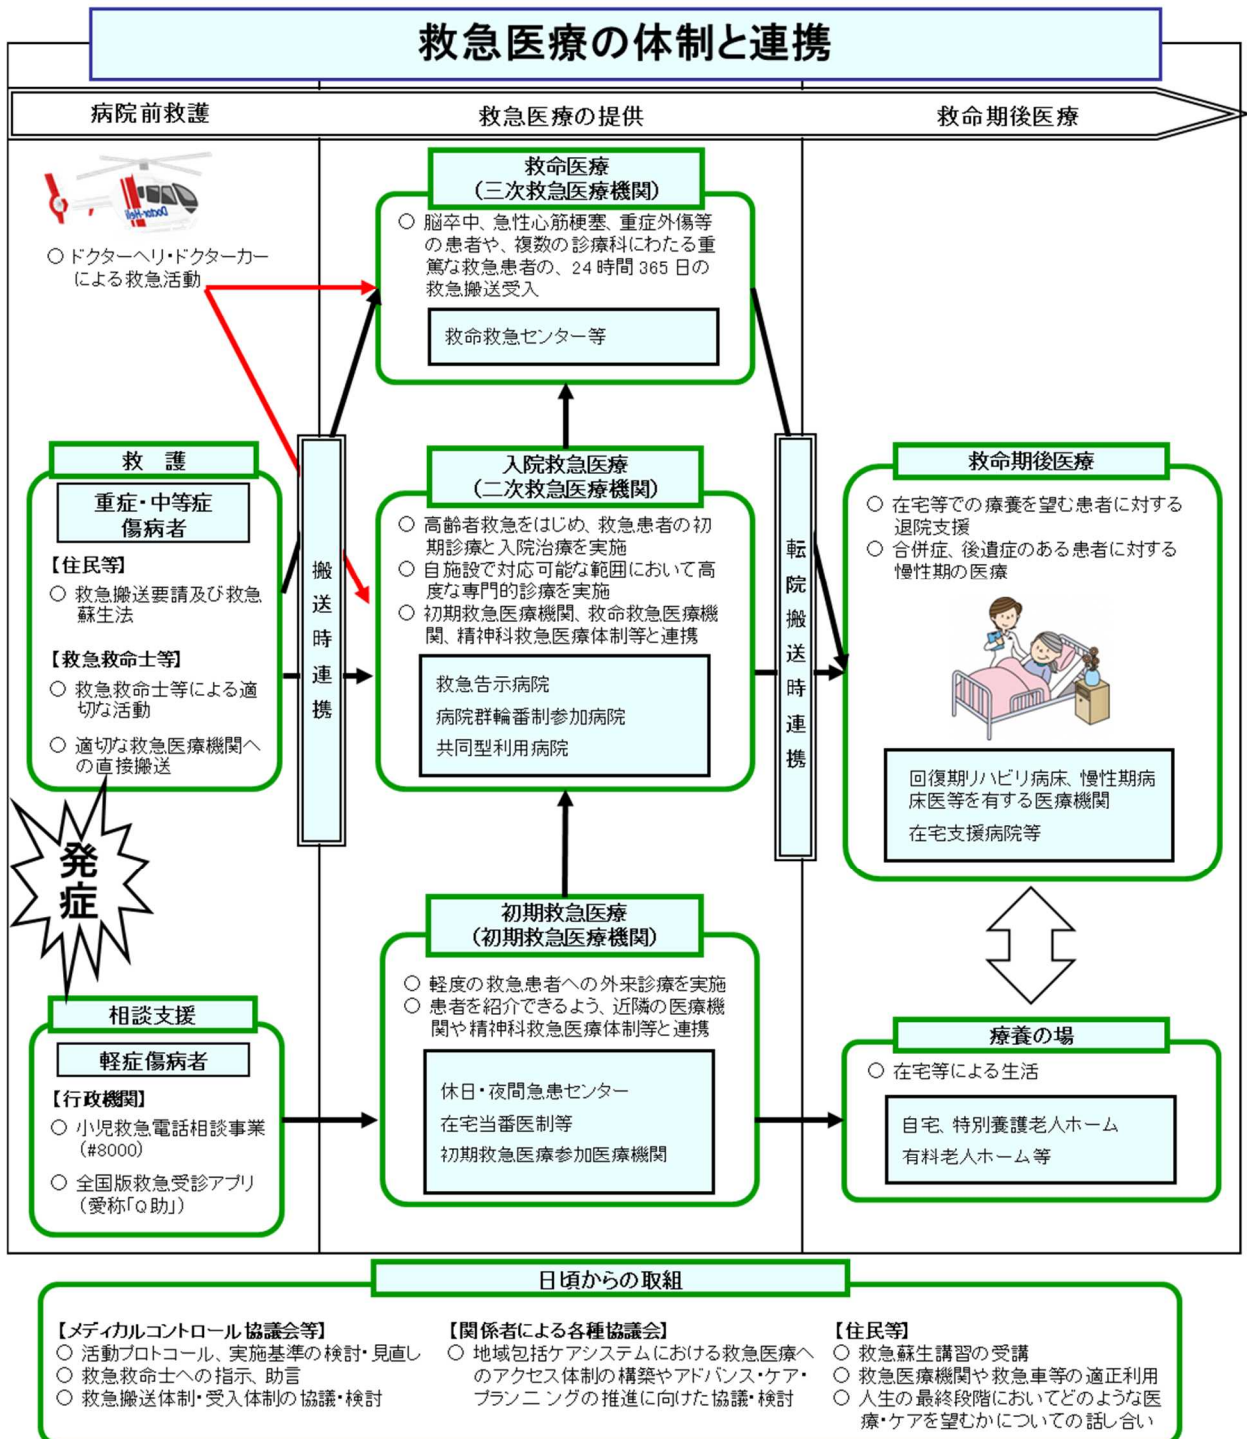 救急医療の体制と連携
病院前救護
救急医療の提供
救命期後医療
Doctor-Heli
○ ドクターヘリ・ドクターカー
による救急活動
救命医療
(三次救急医療機関)
○ 脳卒中、急性心筋梗塞、重症外傷等
の患者や、複数の診療科にわたる重
篤な救急患者の、24時間365日の
救急搬送受入
救命救急センター等
救 護
重症・中等症
傷病者
【住民等】
○ 救急搬送要請及び救急
蘇生法
【救急救命士等】
○ 救急救命士等による適
切な活動
○ 適切な救急医療機関へ
の直接搬送
発症
搬送時連携
入院救急医療
(二次救急医療機関)
○ 高齢者救急をはじめ、救急患者の初
期診療と入院治療を実施
○ 自施設で対応可能な範囲において高
度な専門的診療を実施
○ 初期救急医療機関、救命救急医療機
関、精神科救急医療体制等と連携
救急告示病院
病院群輪番制参加病院
共同型利用病院
転院搬送時連携
救命期後医療
○ 在宅等での療養を望む患者に対する
退院支援
○ 合併症、後遺症のある患者に対する
慢性期の医療
回復期リハビリ病床、慢性期病
床医等を有する医療機関
在宅支援病院等
相談支援
軽症傷病者
【行政機関】
○ 小児救急電話相談事業
(#8000)
○ 全国版救急受診アプリ
(愛称「Q助」)
初期救急医療
(初期救急医療機関)
○ 軽度の救急患者への外来診療を実施
○ 患者を紹介できるよう、近隣の医療機
関や精神科救急医療体制等と連携
休日・夜間急患センター
在宅当番医制等
初期救急医療参加医療機関
療養の場
○ 在宅等による生活
自宅、特別養護老人ホーム
有料老人ホーム等
日頃からの取組
【メディカルコントロール協議会等】
○ 活動プロトコール、実施基準の検討・見直し
○ 救急救命士への指示、助言
○ 救急搬送体制・受入体制の協議・検討
【関係者による各種協議会】
○ 地域包括ケアシステムにおける救急医療へ
のアクセス体制の構築やアドバンス・ケア・
プランニングの推進に向けた協議・検討
【住民等】
○ 救急蘇生講習の受講
○ 救急医療機関や救急車等の適正利用
○ 人生の最終段階においてどのような医
療・ケアを望むかについての話し合い